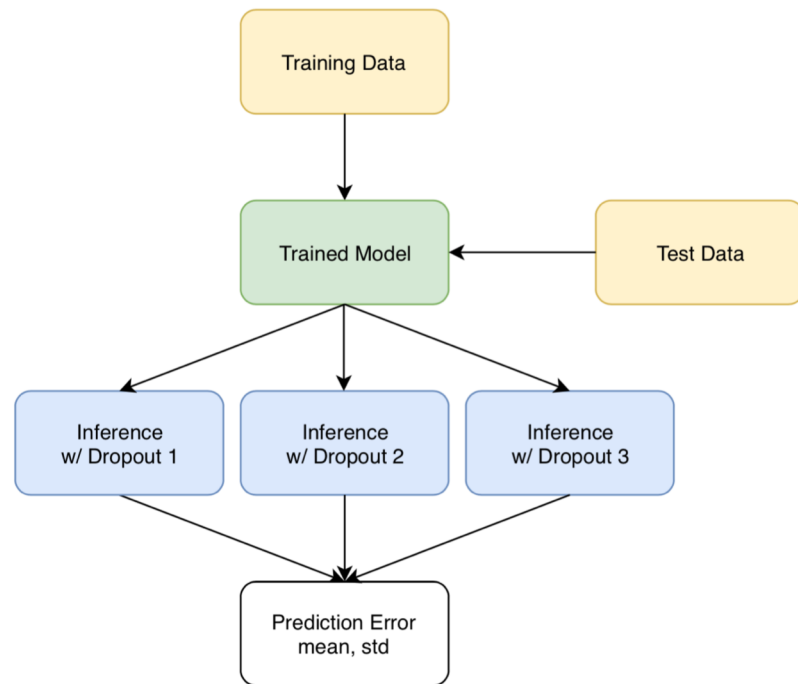 Training Data
Trained Model
Test Data
Inference
w/ Dropout 1
Inference
w/ Dropout 2
Inference
w/ Dropout 3
Prediction Error
mean, std